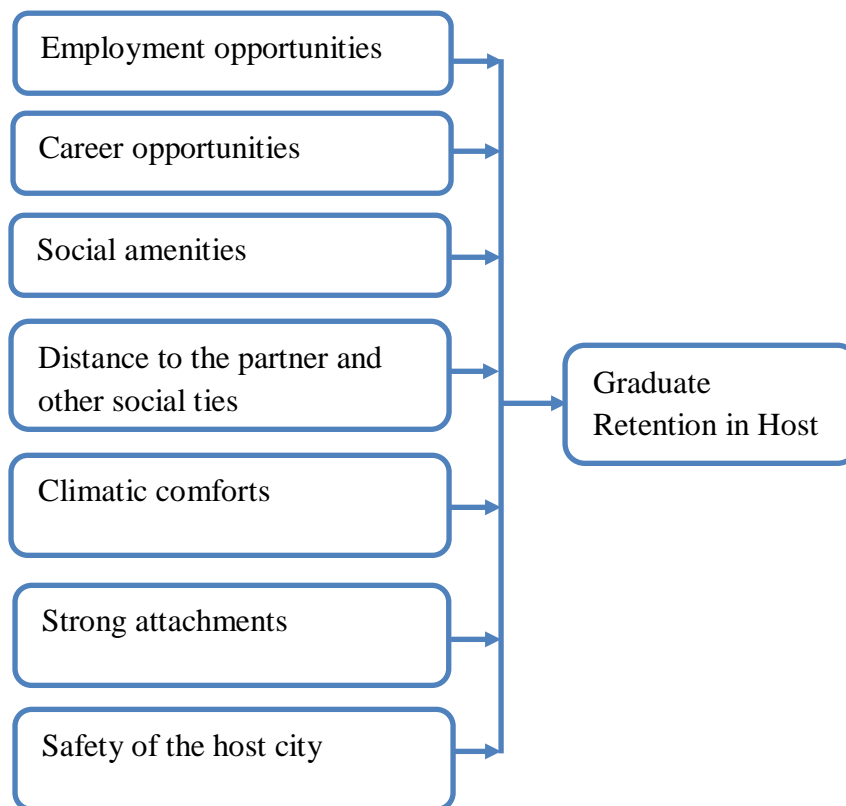 Employment opportunities
Career opportunities
Social amenities
Distance to the partner and
other social ties
Climatic comforts
Strong attachments
Safety of the host city
Graduate
Retention in Host